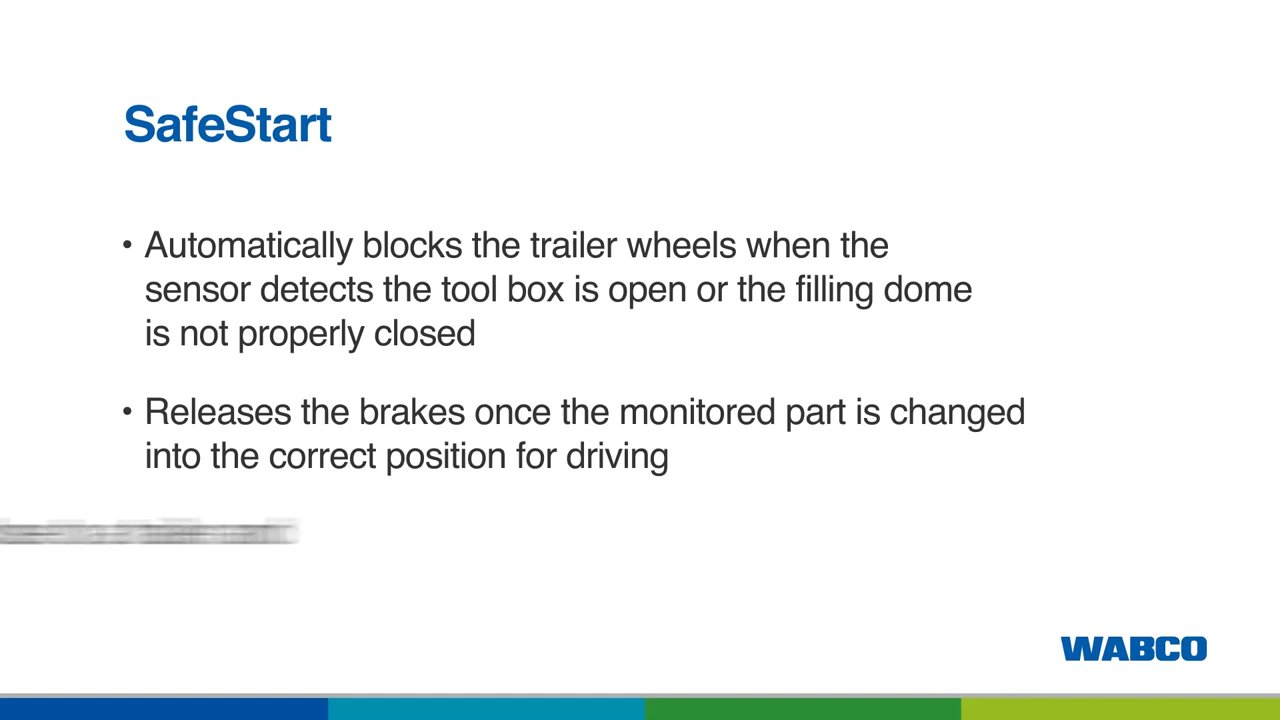 SafeStart
• Automatically blocks the trailer wheels when the
sensor detects the tool box is open or the filling dome
is not properly closed
• Releases the brakes once the monitored part is changed
into the correct position for driving
WABCO